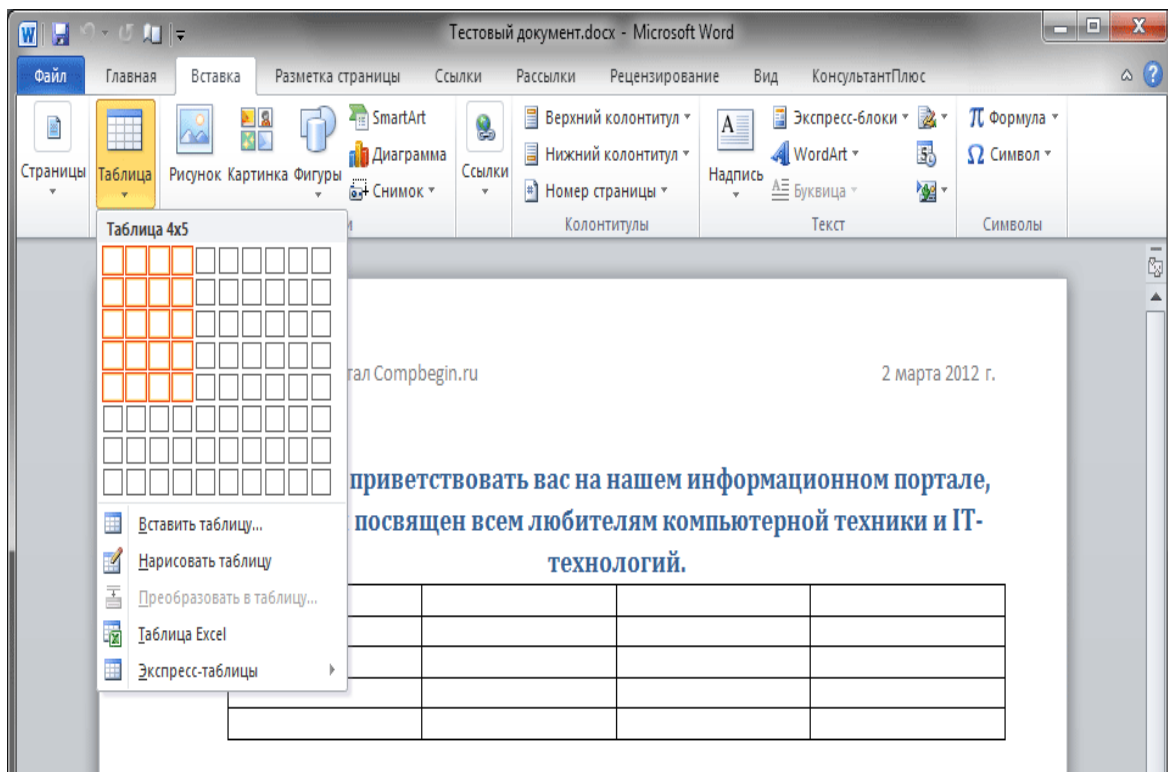 Тестовый документ.docx - Microsoft Word
Файл Главная Вставка Разметка страницы Ссылки Рассылки Рецензирование Вид КонсультантПлюс
Страницы
Таблица
Рисунок Картинка Фигуры
SmartArt
Диаграмма
Снимок
Ссылки
Верхний колонтитул
Нижний колонтитул
Номер страницы
Колонтитулы
Надпись
Экспресс-блоки
WordArt
Буквица
Текст
π Формула
Ω Символ
Символы
Таблица 4x5
Вставить таблицу...
Нарисовать таблицу
Преобразовать в таблицу...
Таблица Excel
Экспресс-таблицы
Compbegin.ru 2 марта 2012 г.
приветствовать вас на нашем информационном портале,
посвящен всем любителям компьютерной техники и IT-
технологий.